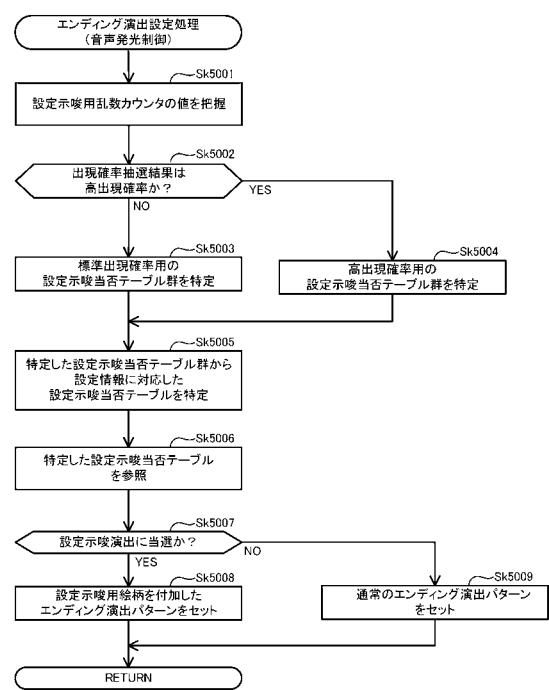 エンディング演出設定処理
(音声発光制御)
Sk5001
設定示唆用乱数カウンタの値を把握
Sk5002
出現確率抽選結果は
高出現確率か？
YES
NO
Sk5003
標準出現確率用の
設定示唆当否テーブル群を特定
Sk5004
高出現確率用の
設定示唆当否テーブル群を特定
Sk5005
特定した設定示唆当否テーブル群から
設定情報に対応した
設定示唆当否テーブルを特定
Sk5006
特定した設定示唆当否テーブル
を参照
Sk5007
設定示唆演出に当選か？
NO
YES
Sk5008
設定示唆用絵柄を付加した
エンディング演出パターンをセット
Sk5009
通常のエンディング演出パターン
をセット
RETURN